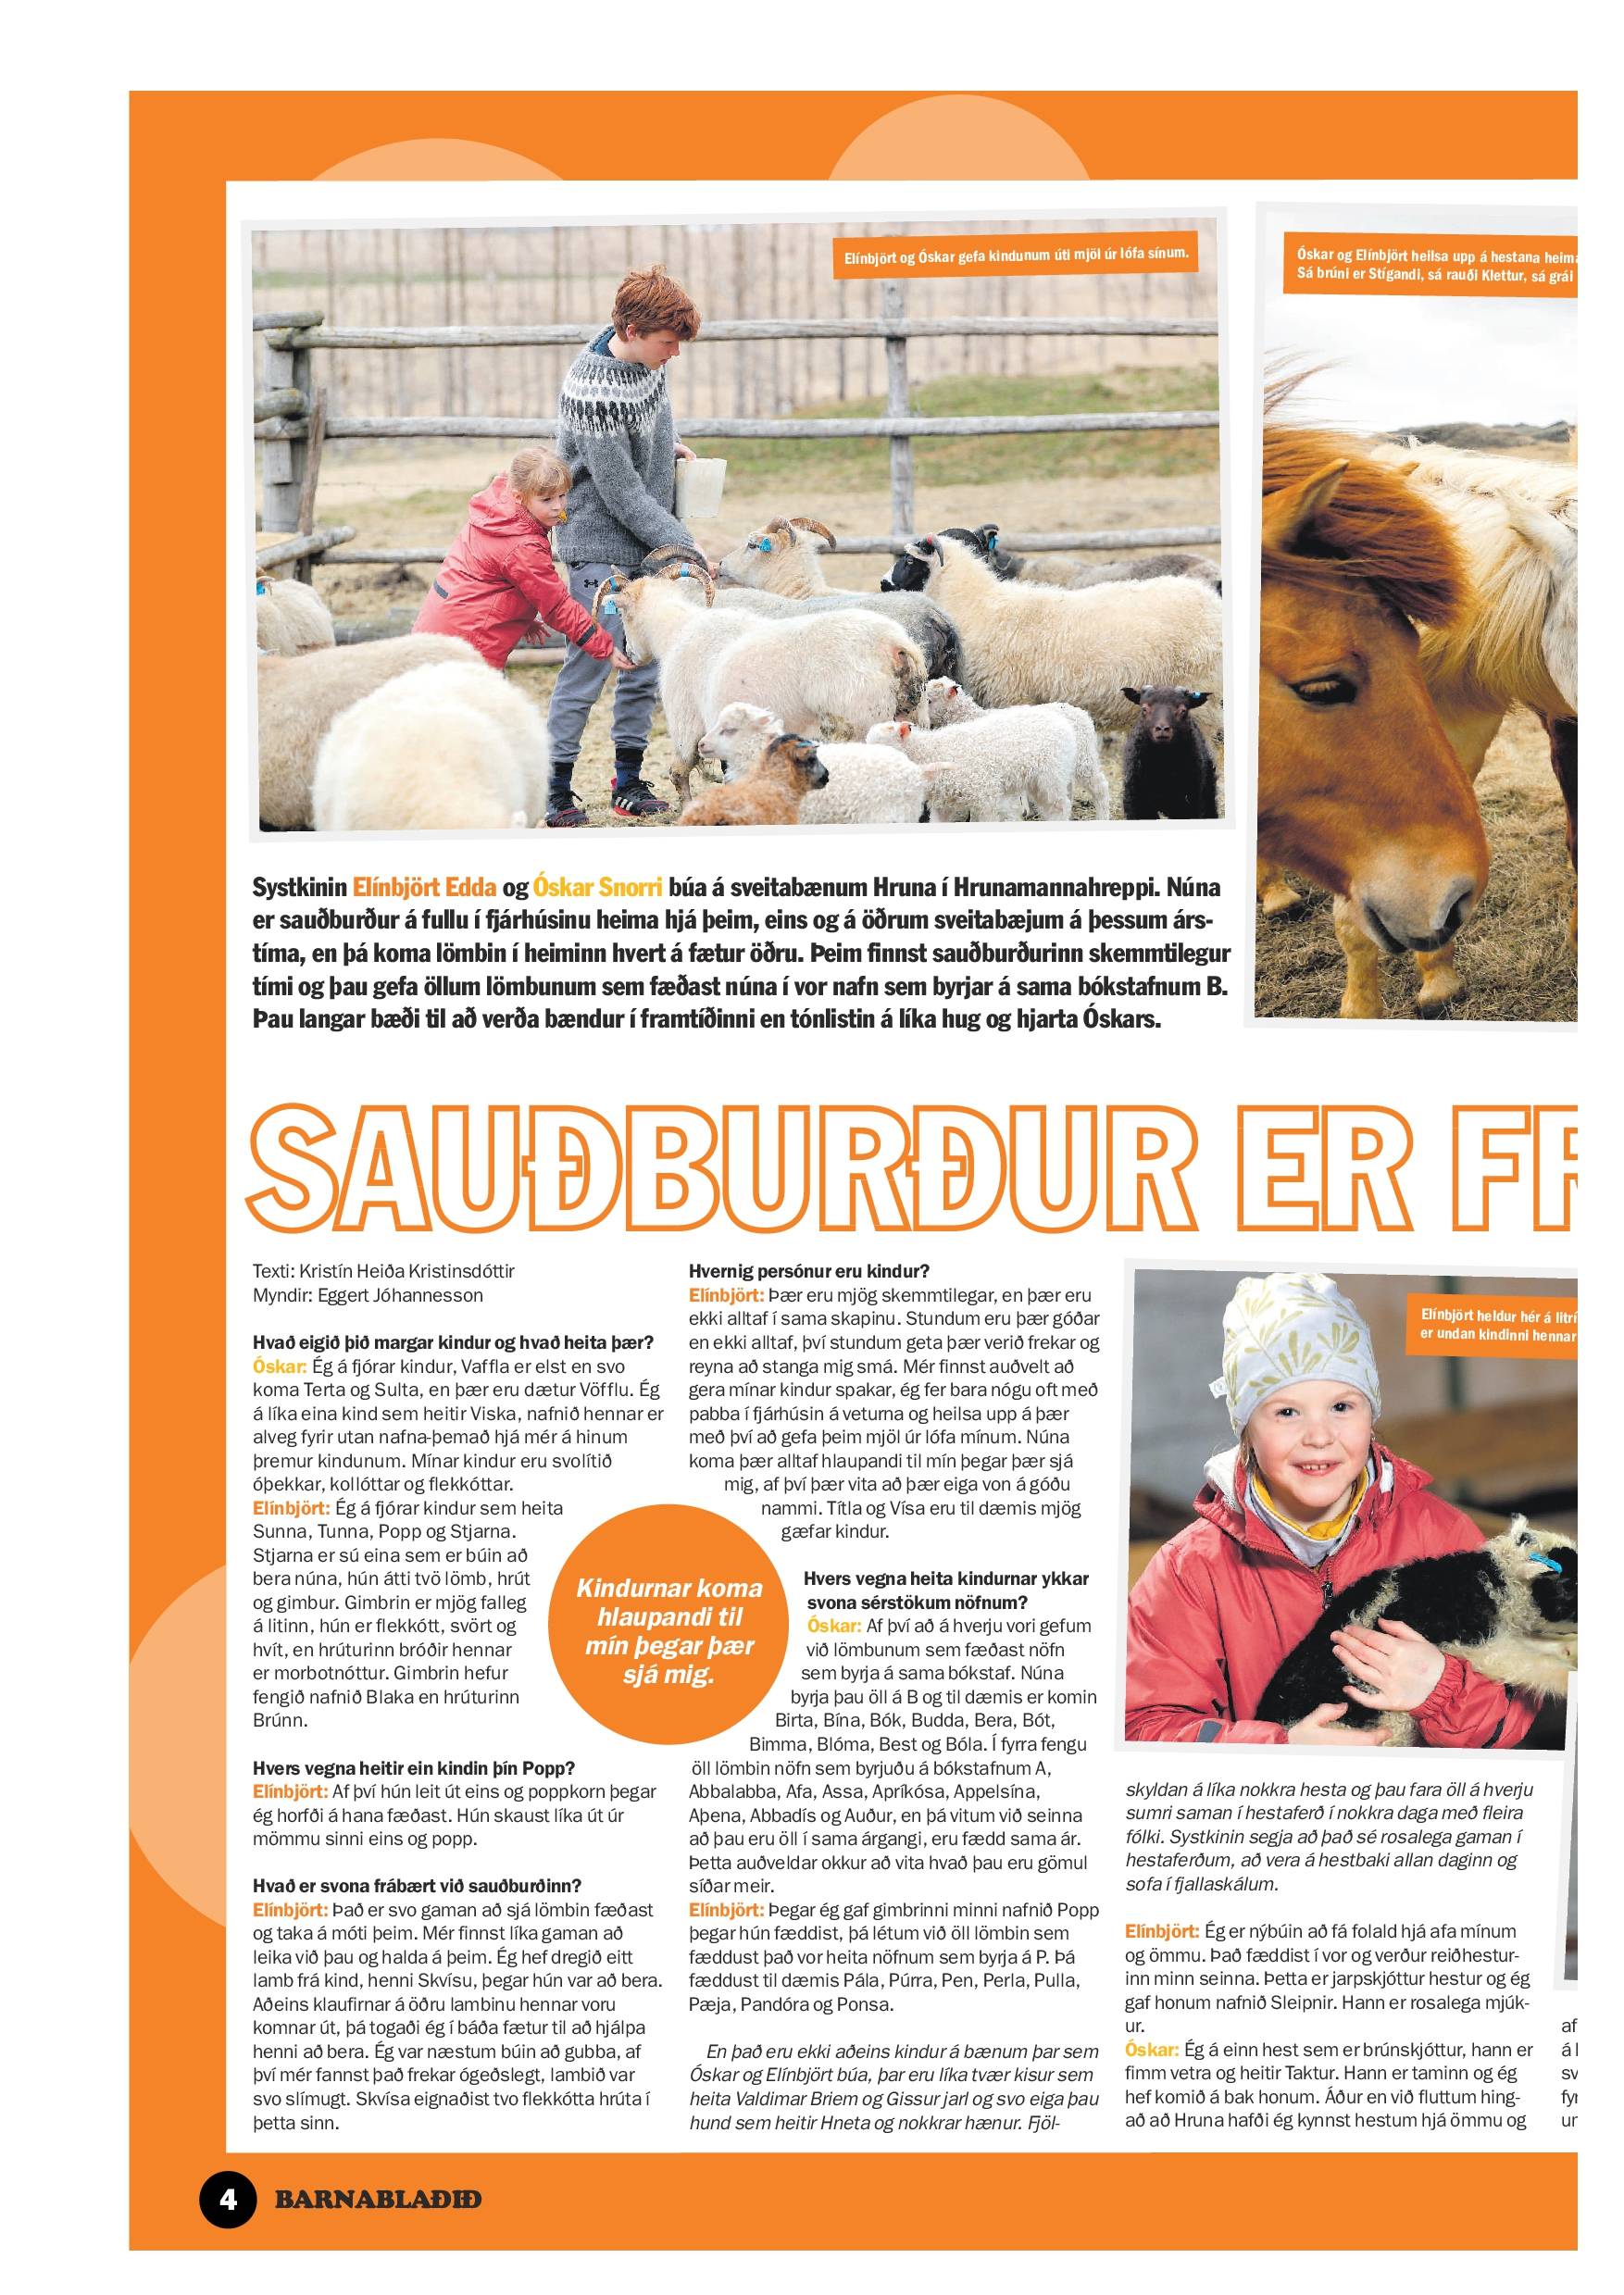 Elínbjört og Óskar gefa kindunum úti mjöl úr lófa sínum.
Óskar og Elínbjört heilsa upp á hestana heim
Sá brúni er Stígandi, sá rauði Klettur, sá grái
Systkinin Elínbjört Edda og Óskar Snorri búa á sveitabænum Hruna í Hrunamannahreppi. Núna
er sauðburður á fullu í fjárhúsinu heima hjá þeim, eins og á öðrum sveitabæjum á þessum árs-
tíma, en þá koma lömbin í heiminn hvert á fætur öðru. Þeim finnst sauðburðurinn skemmtilegur
tími og þau gefa öllum lömbunum sem fæðast núna í vor nafn sem byrjar á sama bókstafnum B.
Þau langar bæði til að verða bændur í framtíðinni en tónlistin á líka hug og hjarta Óskars.
SAUÐBURÐUR ER FR
Texti: Kristín Heiða Kristinsdóttir
Myndir: Eggert Jóhannesson
Hvað eigið þið margar kindur og hvað heita þær?
Óskar: Ég á fjórar kindur, Vaffla er elst en svo
koma Terta og Sulta, en þær eru dætur Vöfflu. Ég
á líka eina kind sem heitir Viska, nafnið hennar er
alveg fyrir utan nafna-þemað hjá mér á hinum
þremur kindunum. Mínar kindur eru svolítið
óþekkar, kollóttar og flekkóttar.
Elínbjört: Ég á fjórar kindur sem heita
Sunna, Tunna, Popp og Stjarna.
Stjarna er sú eina sem er búin að
bera núna, hún átti tvö lömb, hrút
og gimbur. Gimbrin er mjög falleg
á litinn, hún er flekkótt, svört og
hvít, en hrúturinn bróðir hennar
er morbotnóttur. Gimbrin hefur
fengið nafnið Blaka en hrúturinn
Brúnn.
Hvers vegna heitir ein kindin þín Popp?
Elínbjört: Af því hún leit út eins og poppkorn þegar
ég horfði á hana fæðast. Hún skaust líka út úr
mömmu sinni eins og popp.
Hvað er svona frábært við sauðburðinn?
Elínbjört: Það er svo gaman að sjá lömbin fæðast
og taka á móti þeim. Mér finnst líka gaman að
leika við þau og halda á þeim. Ég hef dregið eitt
lamb frá kind, henni Skvísu, þegar hún var að bera.
Aðeins klaufirnar á öðru lambinu hennar voru
komnar út, þá togaði ég í báða fætur til að hjálpa
henni að bera. Ég var næstum búin að gubba, af
því mér fannst það frekar ógeðslegt, lambið var
svo slímugt. Skvísa eignaðist tvo flekkótta hrúta í
þetta sinn.
Kindurnar koma
hlaupandi til
mín þegar þær
sjá mig.
Hvernig persónur eru kindur?
Elínbjört: Þær eru mjög skemmtilegar, en þær eru
ekki alltaf í sama skapinu. Stundum eru þær góðar
en ekki alltaf, því stundum geta þær verið frekar og
reyna að stanga mig smá. Mér finnst auðvelt að
gera mínar kindur spakar, ég fer bara nógu oft með
pabba í fjárhúsin á veturna og heilsa upp á þær
með því að gefa þeim mjöl úr lófa mínum. Núna
koma þær alltaf hlaupandi til mín þegar þær sjá
mig, af því þær vita að þær eiga von á góðu
nammi. Títla og Vísa eru til dæmis mjög
gæfar kindur.
Hvers vegna heita kindurnar ykkar
svona sérstökum nöfnum?
Óskar: Af því að á hverju vori gefum
við lömbunum sem fæðast nöfn
sem byrja á sama bókstaf. Núna
byrja þau öll á B og til dæmis er komin
Birta, Bína, Bók, Budda, Bera, Bót,
Bimma, Blóma, Best og Bóla. Í fyrra fengu
öll lömbin nöfn sem byrjuðu á bókstafnum A,
Abbalabba, Afa, Assa, Apríkósa, Appelsína,
Aþena, Abbadís og Auður, en þá vitum við seinna
að þau eru öll í sama árgangi, eru fædd sama ár.
Þetta auðveldar okkur að vita hvað þau eru gömul
síðar meir.
Elínbjört: Þegar ég gaf gimbrinni minni nafnið Popp
þegar hún fæddist, þá létum við öll lömbin sem
fæddust það vor heita nöfnum sem byrja á P. Þá
fæddust til dæmis Pála, Púrra, Pen, Perla, Pulla,
Pæja, Pandóra og Ponsa.
En það eru ekki aðeins kindur á bænum þar sem
Óskar og Elínbjört búa, þar eru líka tvær kisur sem
heita Valdimar Briem og Gissur jarl og svo eiga þau
hund sem heitir Hneta og nokkrar hænur. Fjöl-
Elínbjört heldur hér á litrí
er undan kindinni hennar
skyldan á líka nokkra hesta og þau fara öll á hverju
sumri saman í hestaferð í nokkra daga með fleira
fólki. Systkinin segja að það sé rosalega gaman í
hestaferðum, að vera á hestbaki allan daginn og
sofa í fjallaskálum.
Elínbjört: Ég er nýbúin að fá folald hjá afa mínum
og ömmu. Það fæddist í vor og verður reiðhestur-
inn minn seinna. Þetta er jarpskjóttur hestur og ég
gaf honum nafnið Sleipnir. Hann er rosalega mjúk-
ur.
Óskar: Ég á einn hest sem er brúnskjóttur, hann er
fimm vetra og heitir Taktur. Hann er taminn og ég
hef komið á bak honum. Áður en við fluttum hing-
að að Hruna hafði ég kynnst hestum hjá ömmu og
af
á
sv
fyr
ur
4 BARNABLAÐIÐ